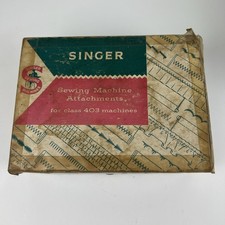 SINGER
S
Sewing Machine
Attachments
for class 403 machines